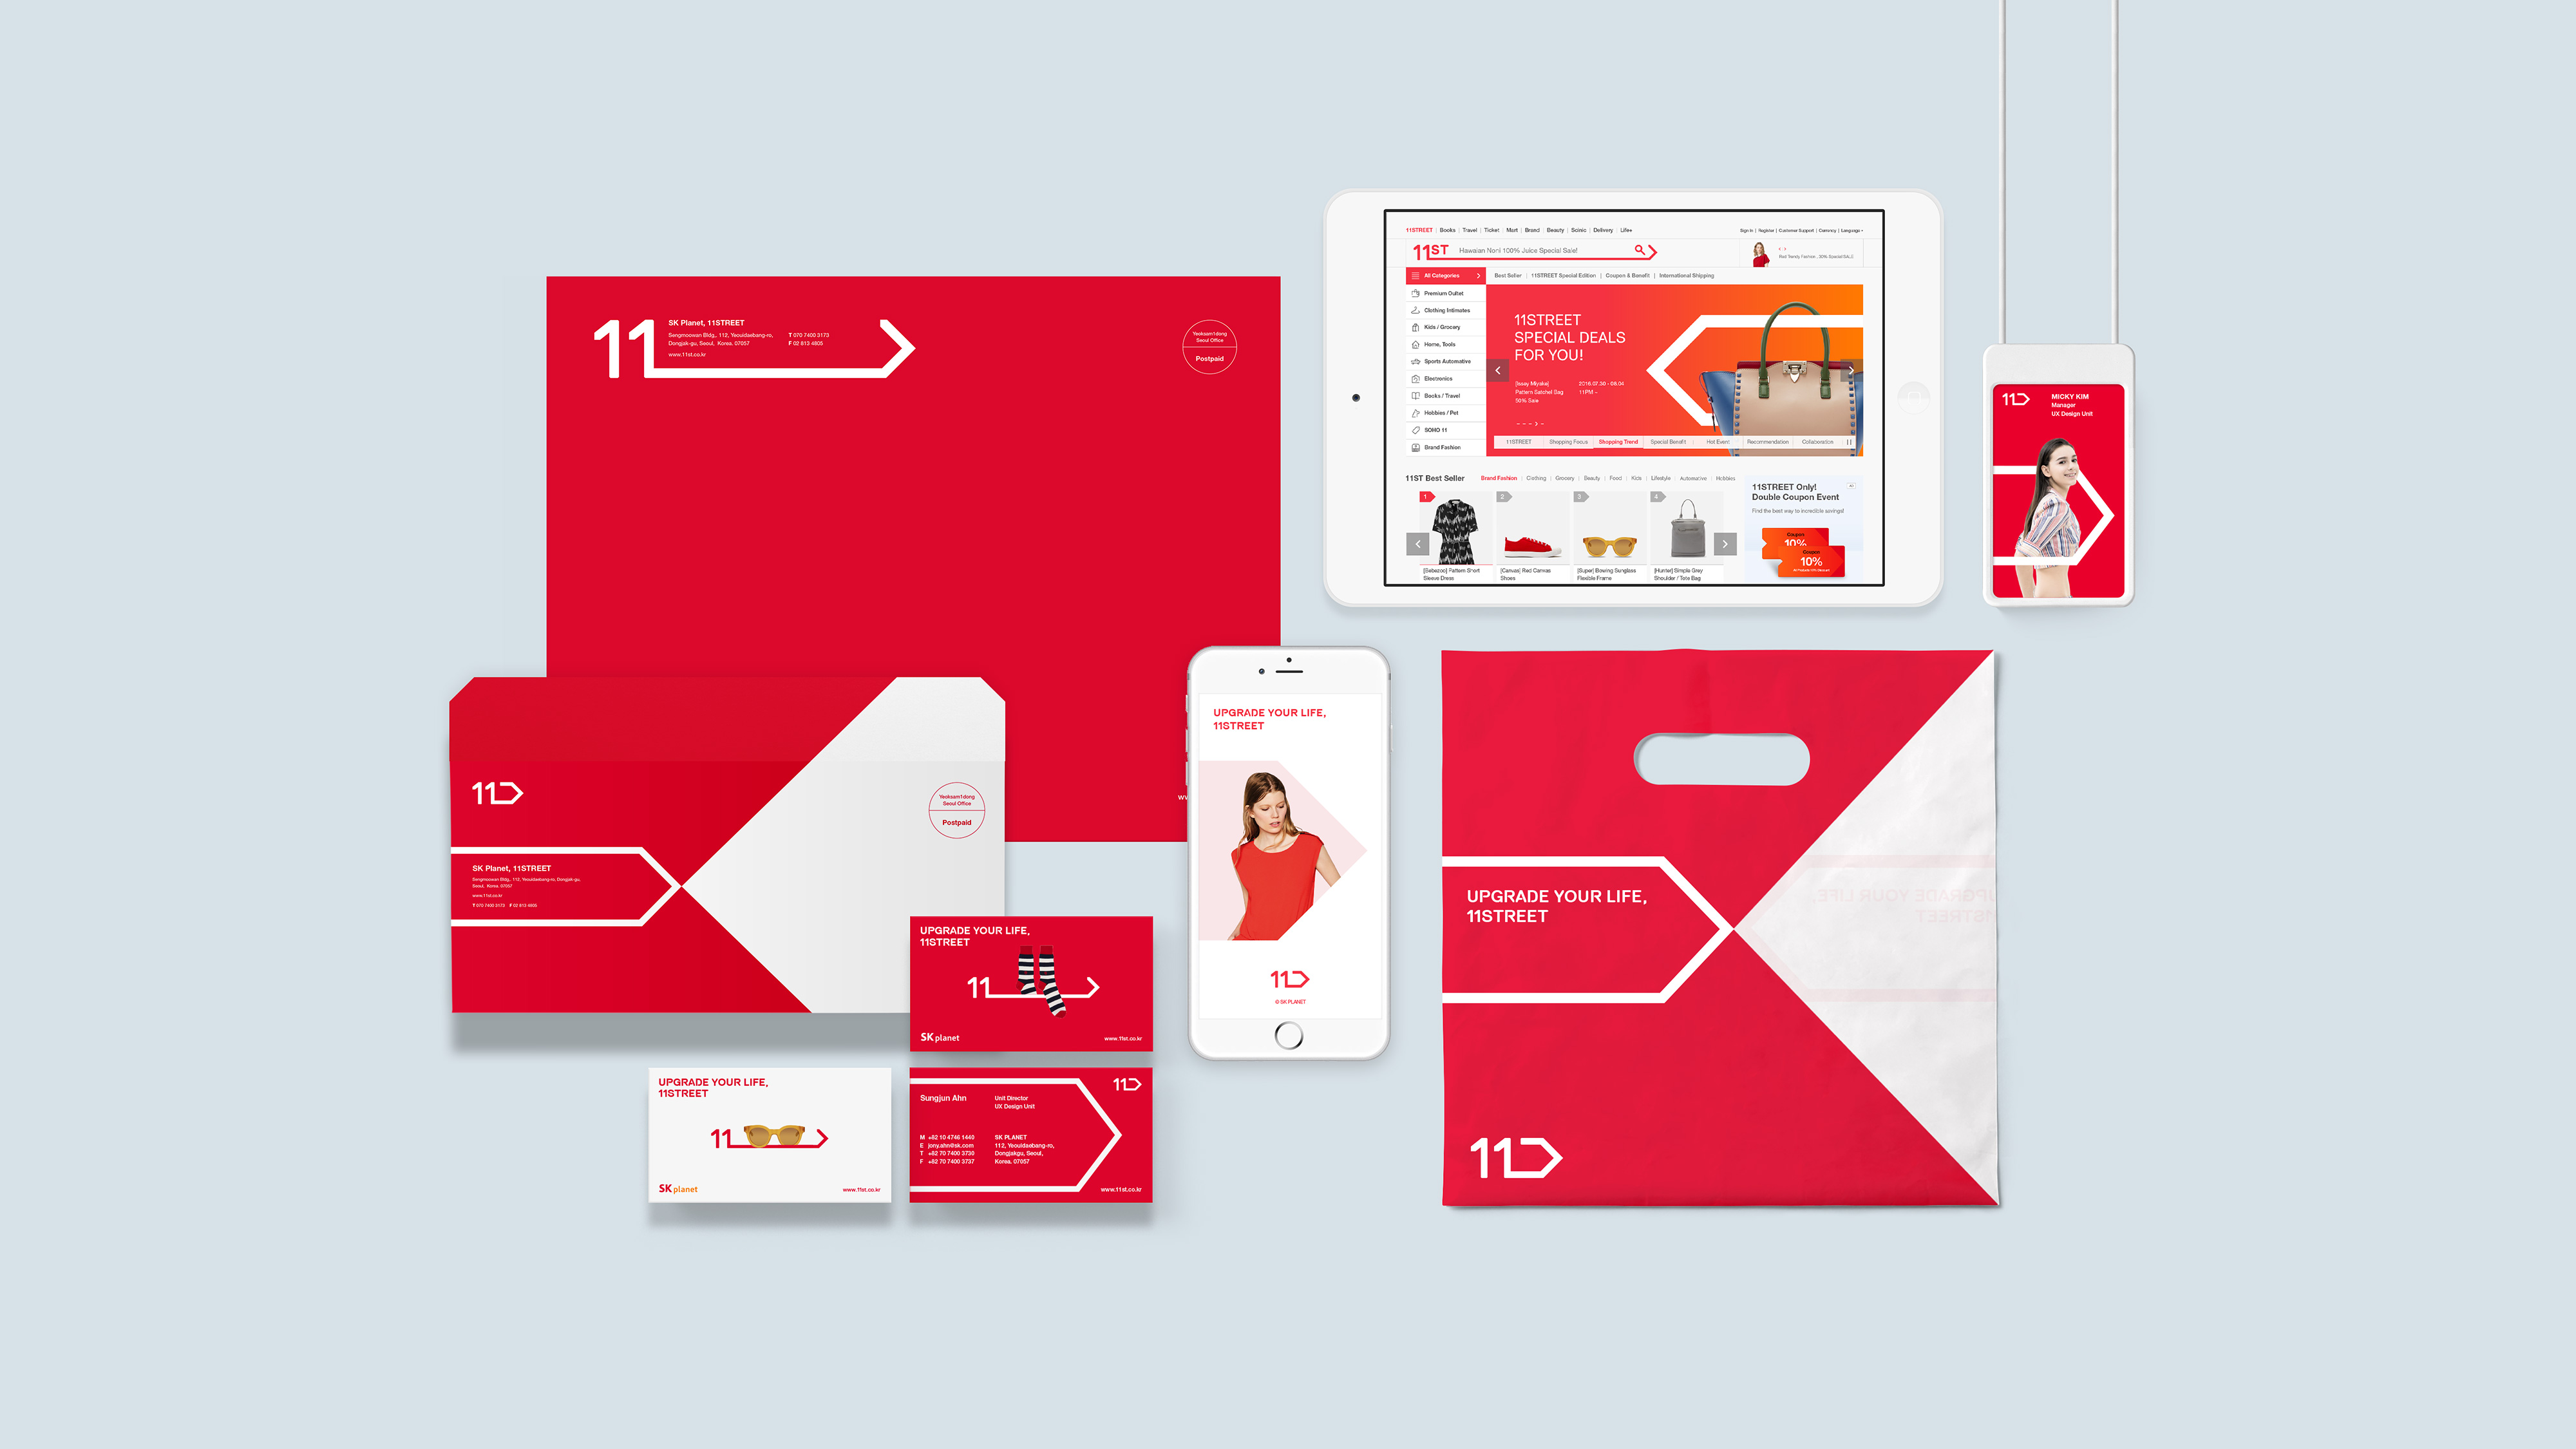 11
SK Planet, 11STREET
Sengmoowan Bldg., 112, Yeouidaebang-ro,
Dongjak-gu, Seoul, Korea. 07057
www.11st.co.kr
T 070 7400 3173
F 02 813 4805
Yeoksam1dong
Seoul Office
Postpaid
11STREET | Books | Travel | Ticket | Mart | Brand | Beauty | Scinic | Delivery | Life+
Sign In | Register | Customer Support | Currency | Language
11ST
Hawaiian Noni 100% Juice Special Sale!
Red Trendy Fashion , 30% Special SALE
All Categories
Best Seller | 11STREET Special Edition | Coupon & Benefit | International Shipping
Premium Outlet
Clothing Intimates
Kids / Grocery
Home, Tools
Sports Automotive
Electronics
Books / Travel
Hobbies / Pet
SOHO 11
Brand Fashion
11STREET
SPECIAL DEALS
FOR YOU!
[Issey Miyake]
Pattern Satchel Bag
50% Sale
2016.07.30 - 08.04
11PM ~
11STREET Shopping Focus Shopping Trend Special Benefit Hot Event Recommendation Collaboration
11ST Best Seller
Brand Fashion | Clothing | Grocery | Beauty | Food | Kids | Lifestyle | Automotive | Hobbies
1
2
3
4
[Bebezoo] Pattern Short
Sleeve Dress
[Canvas] Red Canvas
Shoes
[Super] Bowing Sunglass
Flexible Frame
[Hunter] Simple Grey
Shoulder / Tote Bag
11STREET Only!
Double Coupon Event
Find the best way to incredible savings!
Coupon
10%
Coupon
10%
11
MICKY KIM
Manager
UX Design Unit
11
SK Planet, 11STREET
Sengmoowan Bldg., 112, Yeouidaebang-ro, Dongjak-gu,
Seoul, Korea. 07057
www.11st.co.kr
T 070 7400 3173 F 02 813 4805
Yeoksam1dong
Seoul Office
Postpaid
UPGRADE YOUR LIFE,
11STREET
11
© SK PLANET
UPGRADE YOUR LIFE,
11STREET
11
SK planet
www.11st.co.kr
UPGRADE YOUR LIFE,
11STREET
11
SK planet
www.11st.co.kr
11
Sungjun Ahn
Unit Director
UX Design Unit
M +82 10 4746 1440
E jony.ahn@sk.com
T +82 70 7400 3730
F +82 70 7400 3737
SK PLANET
112, Yeouidaebang-ro,
Dongjakgu, Seoul,
Korea. 07057
www.11st.co.kr
UPGRADE YOUR LIFE,
11STREET
UPGRADE YOUR LIFE,
11STREET
11